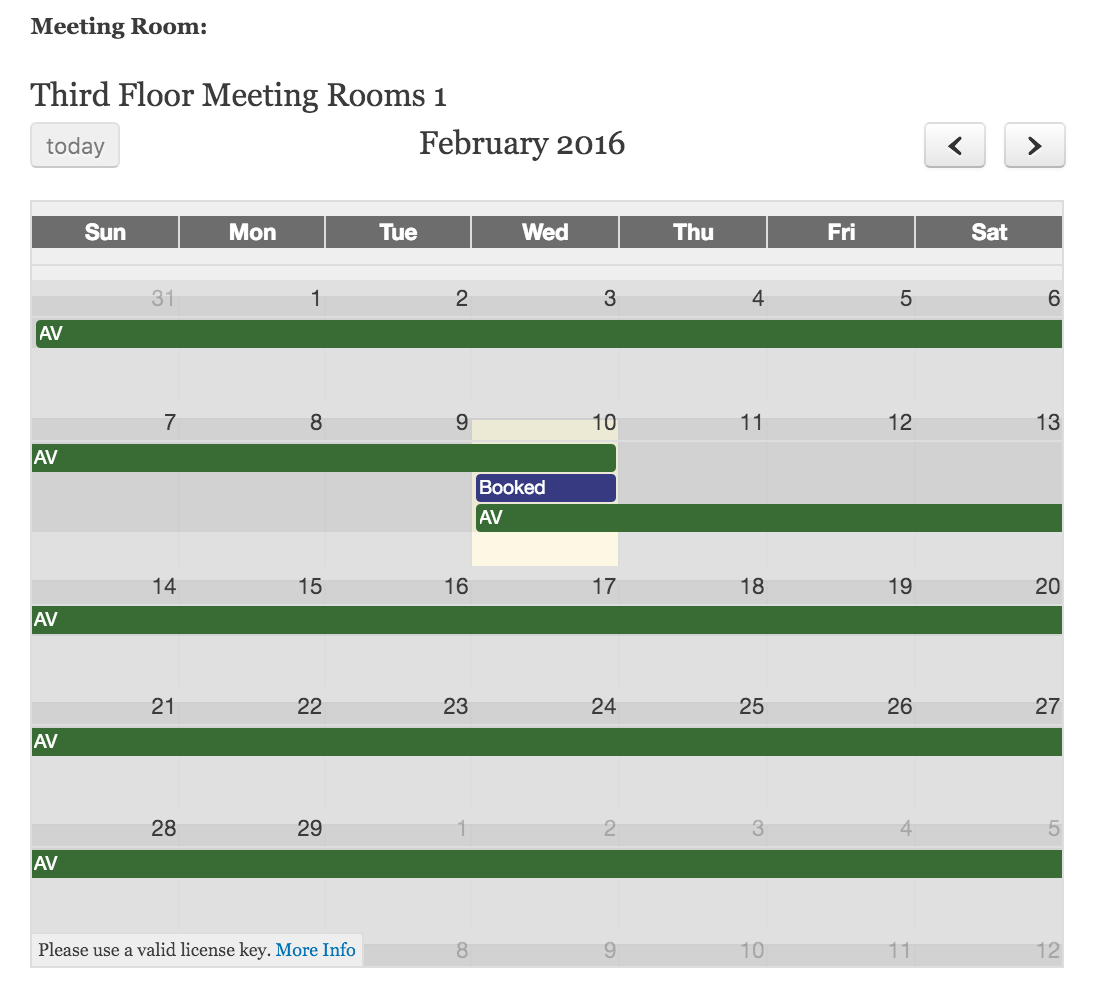 Meeting Room:
Third Floor Meeting Rooms 1
today
February 2016
Sun Mon Tue Wed Thu Fri Sat
31 1 2 3 4 5 6
AV
7 8 9 10 11 12 13
AV
Booked
AV
14 15 16 17 18 19 20
AV
21 22 23 24 25 26 27
AV
28 29 1 2 3 4 5
AV
Please use a valid license key. More Info 8 9 10 11 12